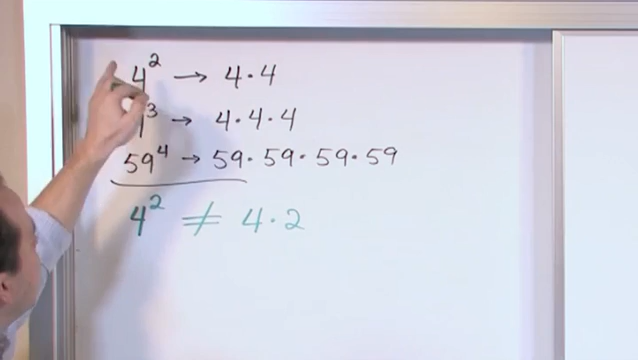 4² → 4·4
³ → 4·4·4
59⁴ → 59·59·59·59
4² ≠ 4·2